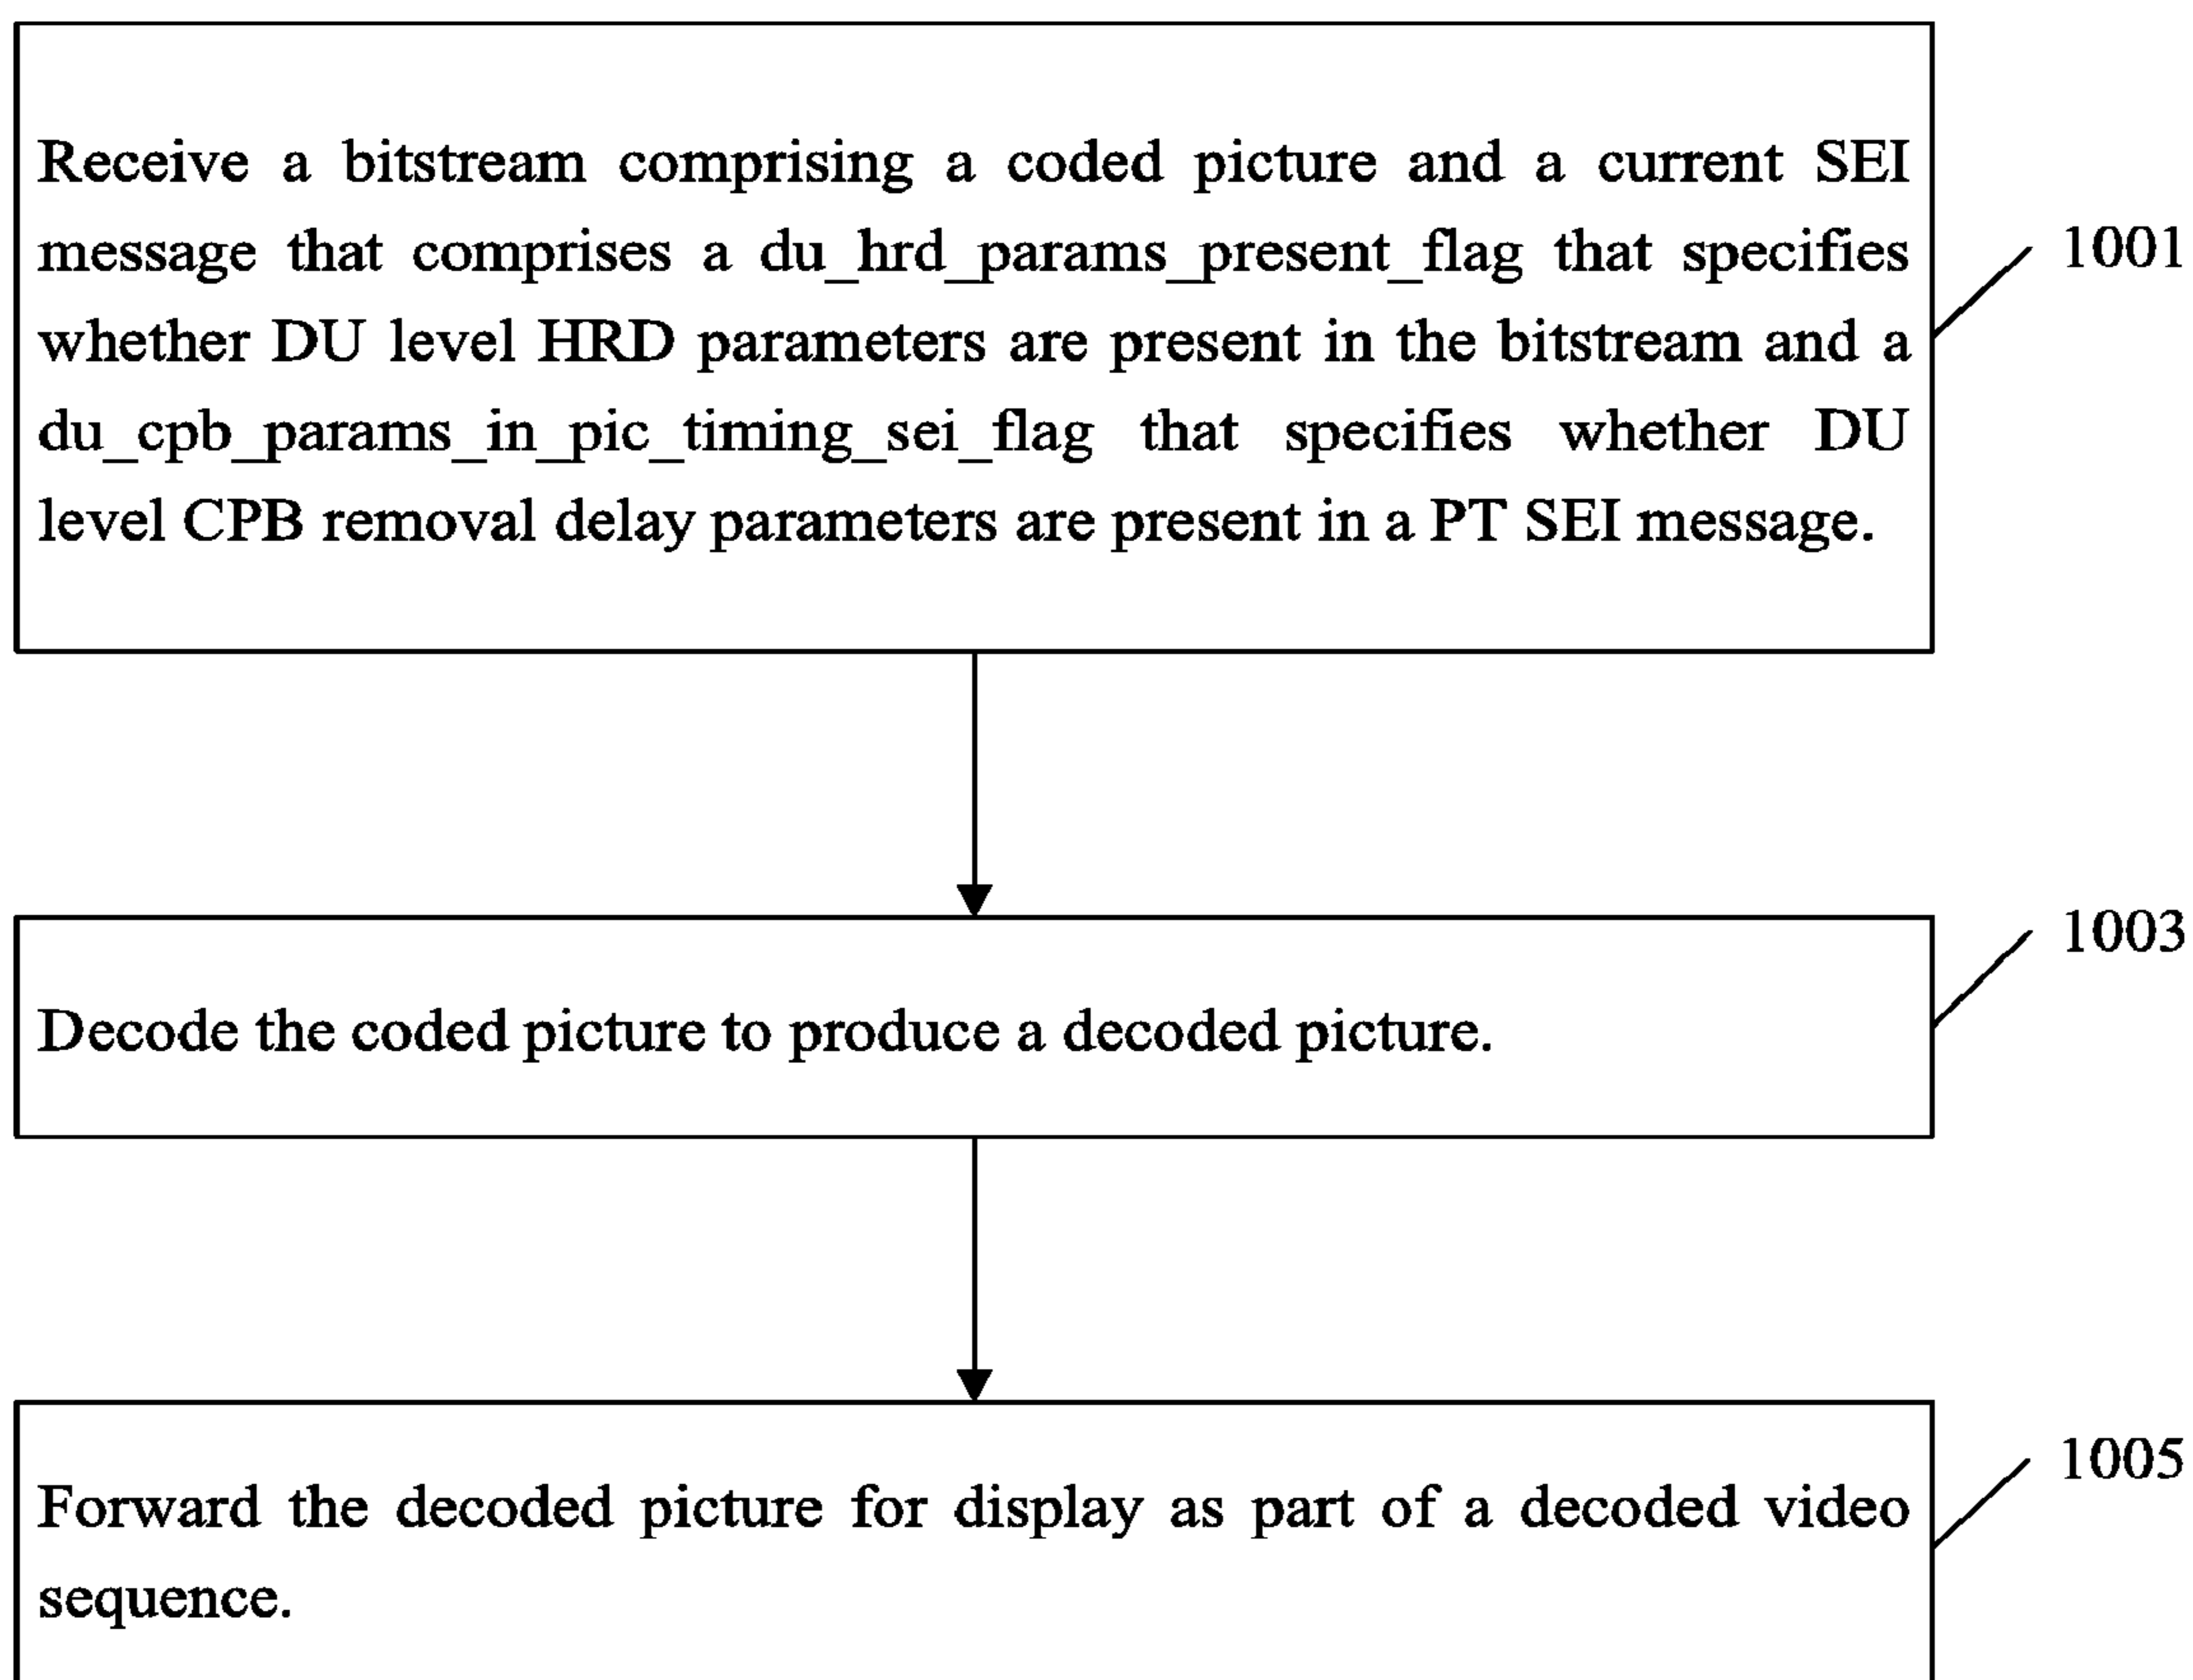 Receive a bitstream comprising a coded picture and a current SEI
message that comprises a du_hrd_params_present_flag that specifies
whether DU level HRD parameters are present in the bitstream and a
du_cpb_params_in_pic_timing_sei_flag that specifies whether DU
level CPB removal delay parameters are present in a PT SEI message.
1001
Decode the coded picture to produce a decoded picture.
1003
Forward the decoded picture for display as part of a decoded video
sequence.
1005